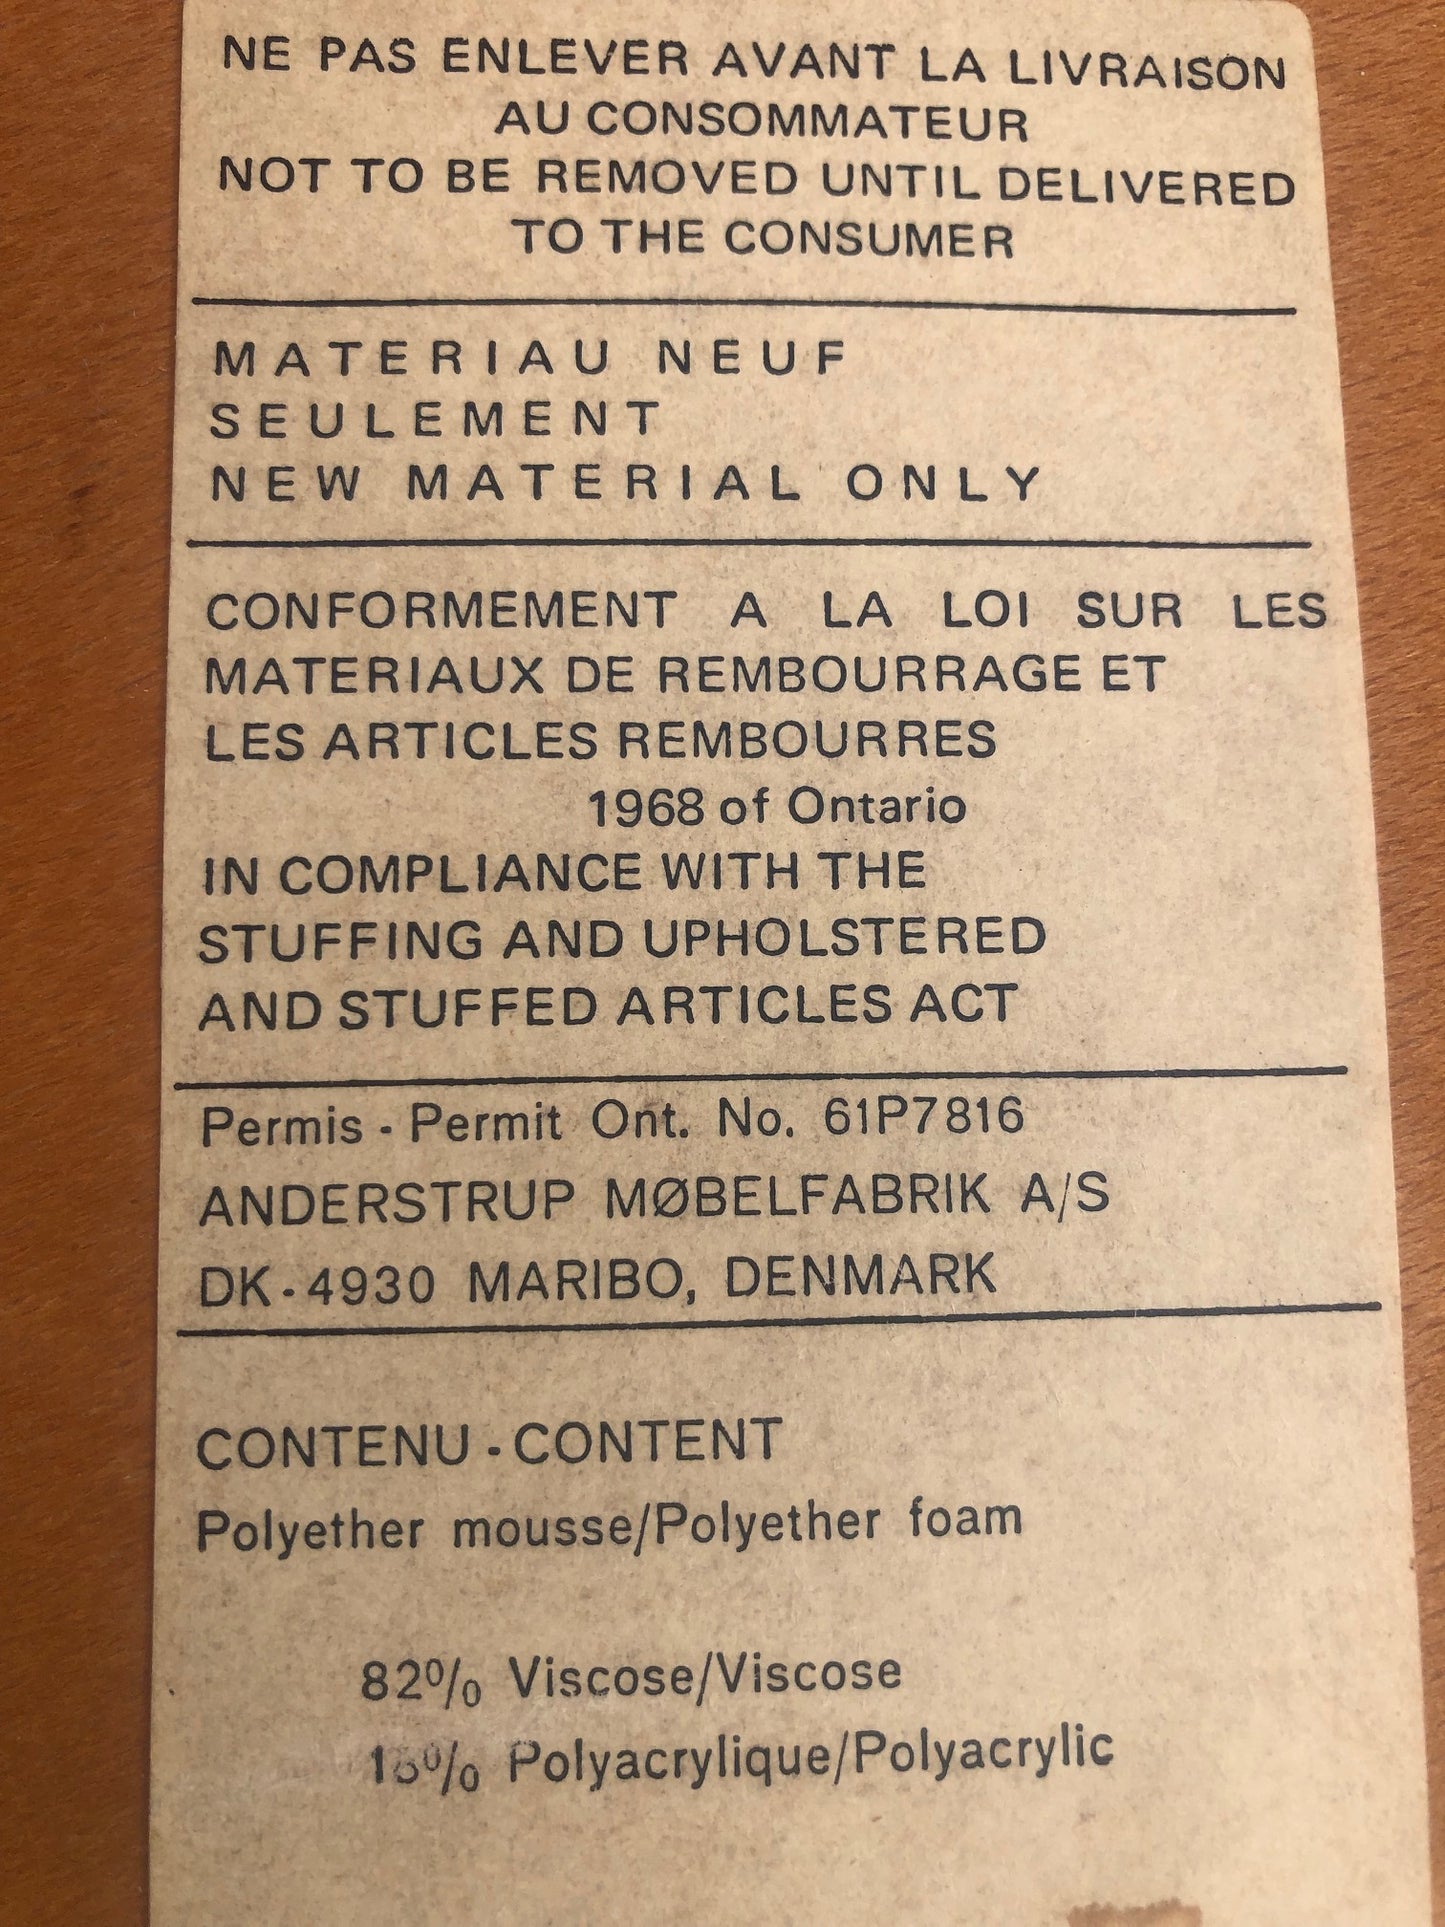 NE PAS ENLEVER AVANT LA LIVRAISON
AU CONSOMMATEUR
NOT TO BE REMOVED UNTIL DELIVERED
TO THE CONSUMER
MATERIAU NEUF
SEULEMENT
NEW MATERIAL ONLY
CONFORMEMENT A LA LOI SUR LES
MATERIAUX DE REMBOURRAGE ET
LES ARTICLES REMBOURRES
1968 of Ontario
IN COMPLIANCE WITH THE
STUFFING AND UPHOLSTERED
AND STUFFED ARTICLES ACT
Permis - Permit Ont. No. 61P7816
ANDERSTRUP MØBELFABRIK A/S
DK-4930 MARIBO, DENMARK
CONTENU - CONTENT
Polyether mousse/Polyether foam
82% Viscose/Viscose
Polyacrylique/Polyacrylic